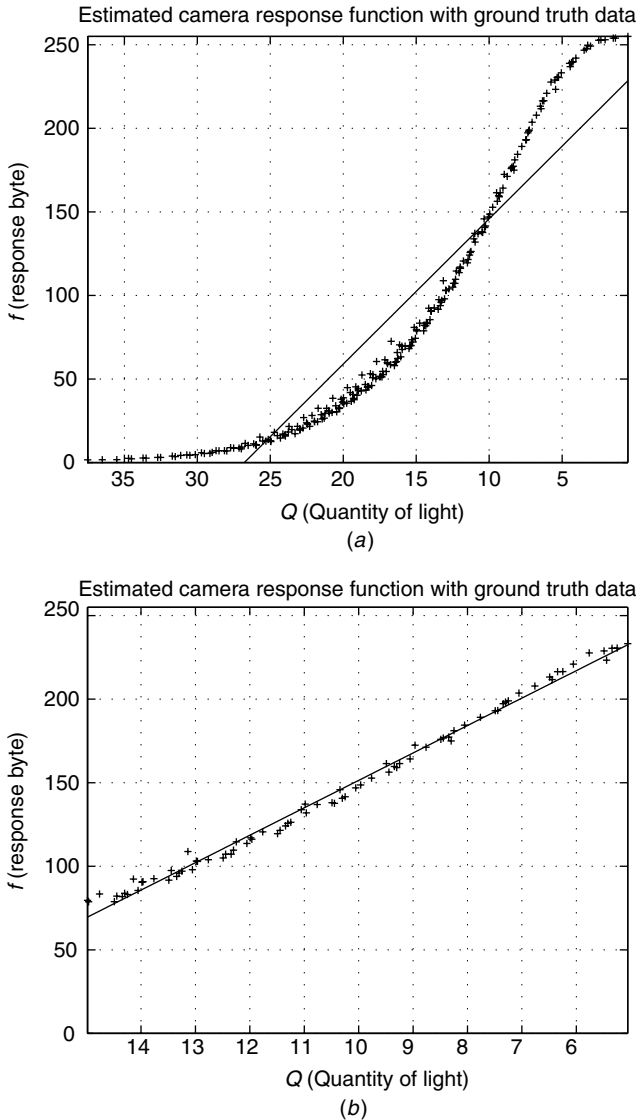 Estimated camera response function with ground truth data
250
200
150
100
50
0
f (response byte)
35 30 25 20 15 10 5
Q (Quantity of light)
(a)
Estimated camera response function with ground truth data
250
200
150
100
50
0
f (response byte)
14 13 12 11 10 9 8 7 6
Q (Quantity of light)
(b)